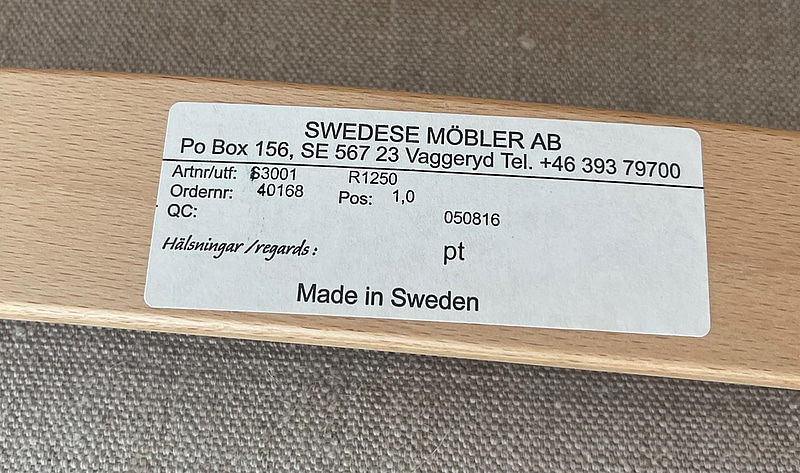 SWEDESE MÖBLER AB
Po Box 156, SE 567 23 Vaggeryd Tel. +46 393 79700
Artnr/utf: S3001 R1250
Ordernr: 40168 Pos: 1,0
QC: 050816
Hälsningar /regards : pt
Made in Sweden